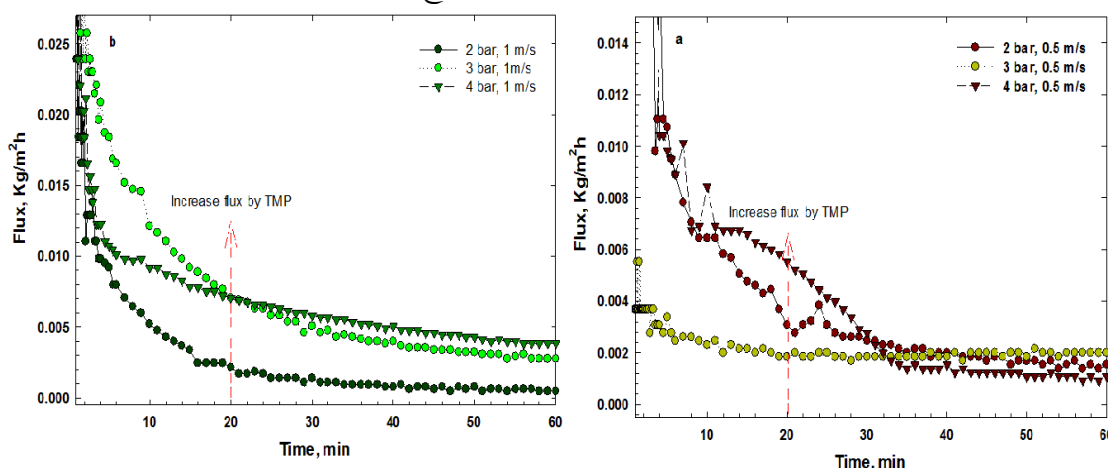 b
2 bar, 1 m/s
3 bar, 1m/s
4 bar, 1 m/s
Increase flux by TMP
Flux, Kg/m²h
0.025
0.020
0.015
0.010
0.005
0.000
10
20
30
40
50
60
Time, min
a
2 bar, 0.5 m/s
3 bar, 0.5 m/s
4 bar, 0.5 m/s
Increase flux by TMP
Flux, Kg/m²h
0.014
0.012
0.010
0.008
0.006
0.004
0.002
0.000
10
20
30
40
50
60
Time, min